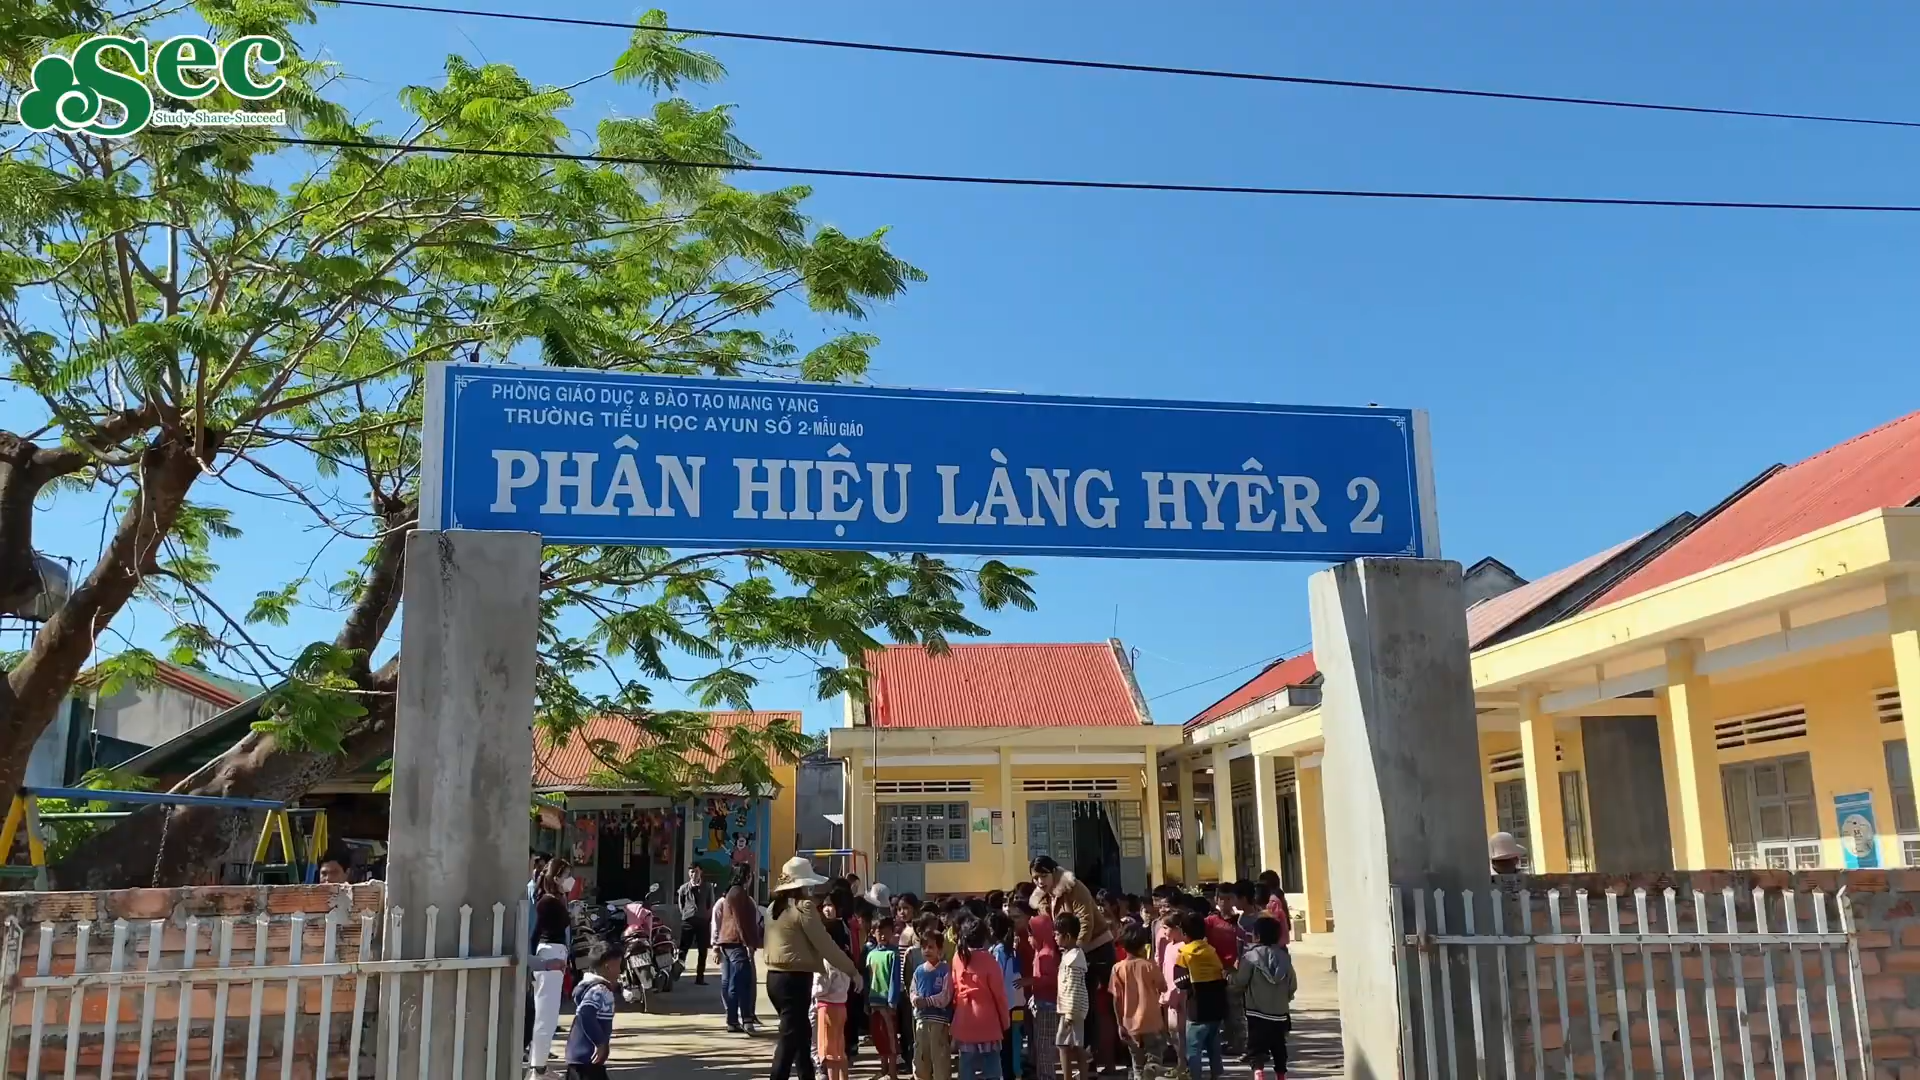 Sec
Study-Share-Succeed
PHÒNG GIÁO DỤC & ĐÀO TẠO MANG YANG
TRƯỜNG TIỂU HỌC AYUN SỐ 2-MẪU GIÁO
PHÂN HIỆU LÀNG HYÊR 2